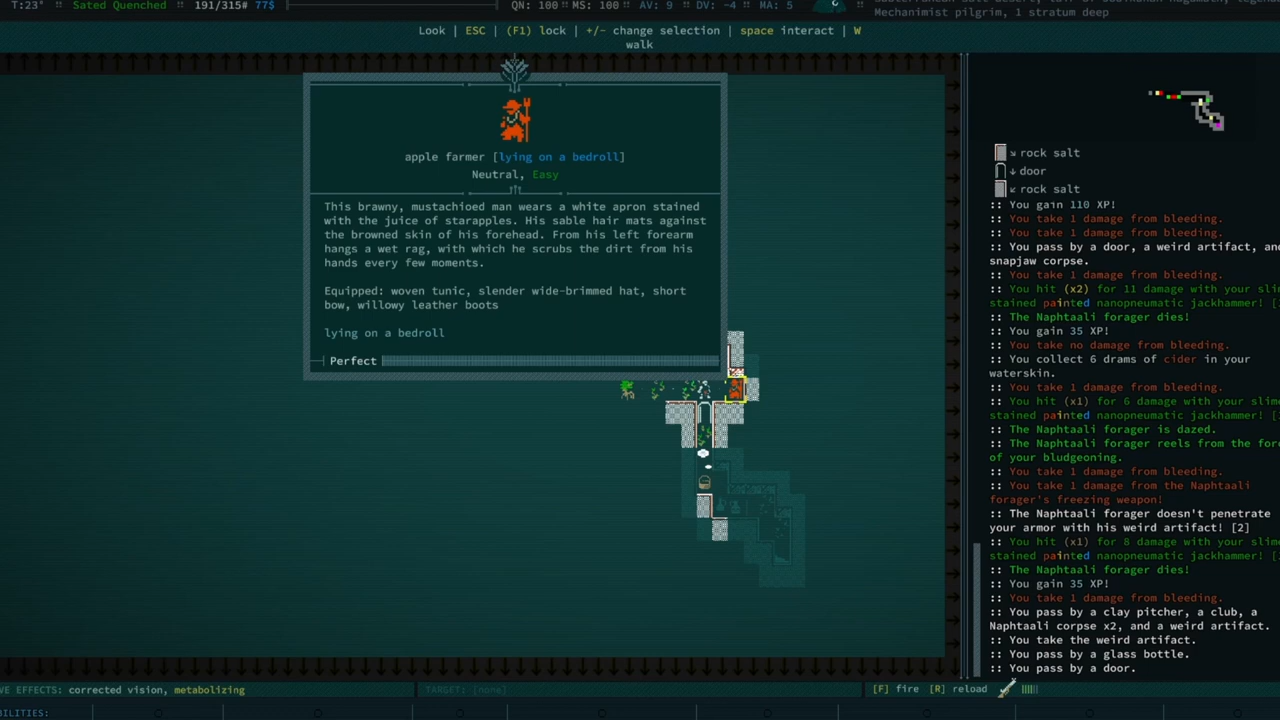 T:23° :: Sated Quenched :: 191/315# 77$
QN: 100 :: MS: 100 :: AV: 9 :: DV: -4 :: MA: 5
Mechanimist pilgrim, 1 stratum deep
Look | ESC | (F1) lock | +/- change selection | space interact | W
walk
apple farmer [lying on a bedroll]
Neutral, Easy
This brawny, mustachioed man wears a white apron stained
with the juice of starapples. His sable hair mats against
the browned skin of his forehead. From his left forearm
hangs a wet rag, with which he scrubs the dirt from his
hands every few moments.
Equipped: woven tunic, slender wide-brimmed hat, short
bow, willowy leather boots
lying on a bedroll
Perfect
↘ rock salt
↓ door
↙ rock salt
:: You gain 110 XP!
:: You take 1 damage from bleeding.
:: You take 1 damage from bleeding.
:: You pass by a door, a weird artifact, and
snapjaw corpse.
:: You take 1 damage from bleeding.
:: You hit (x2) for 11 damage with your slim
stained painted nanopneumatic jackhammer! [
:: The Naphtaali forager dies!
:: You gain 35 XP!
:: You take no damage from bleeding.
:: You collect 6 drams of cider in your
waterskin.
:: You take 1 damage from bleeding.
:: You hit (x1) for 6 damage with your slim
stained painted nanopneumatic jackhammer! [
:: The Naphtaali forager is dazed.
:: The Naphtaali forager reels from the for
of your bludgeoning.
:: You take 1 damage from bleeding.
:: You take 1 damage from the Naphtaali
forager's freezing weapon!
:: The Naphtaali forager doesn't penetrate
your armor with his weird artifact! [2]
:: You hit (x1) for 8 damage with your slim
stained painted nanopneumatic jackhammer! [
:: The Naphtaali forager dies!
:: You gain 35 XP!
:: You take 1 damage from bleeding.
:: You pass by a clay pitcher, a club, a
Naphtaali corpse x2, and a weird artifact.
:: You take the weird artifact.
:: You pass by a glass bottle.
:: You pass by a door.
VE EFFECTS: corrected vision, metabolizing
TARGET: [none]
[F] fire [R] reload
BILITIES: